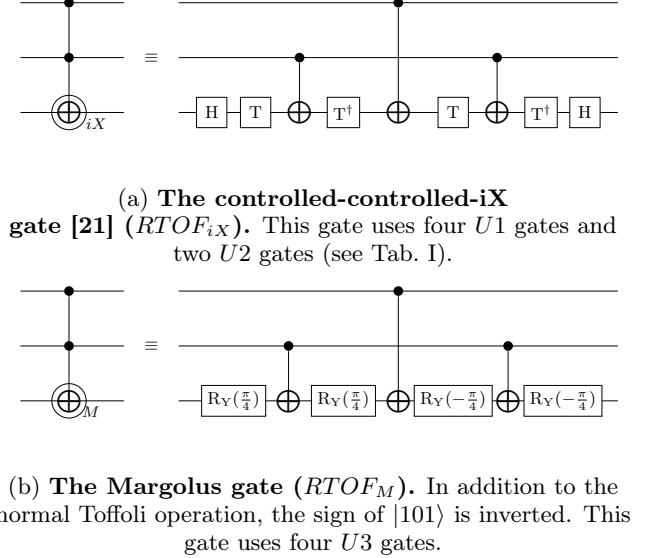 ≡
H T T† T T† H
iX
(a) The controlled-controlled-iX
gate [21] (RTOF_{iX}). This gate uses four U1 gates and
two U2 gates (see Tab. I).
≡
R_Y(π/4) R_Y(π/4) R_Y(−π/4) R_Y(−π/4)
M
(b) The Margolus gate (RTOF_M). In addition to the
normal Toffoli operation, the sign of |101⟩ is inverted. This
gate uses four U3 gates.